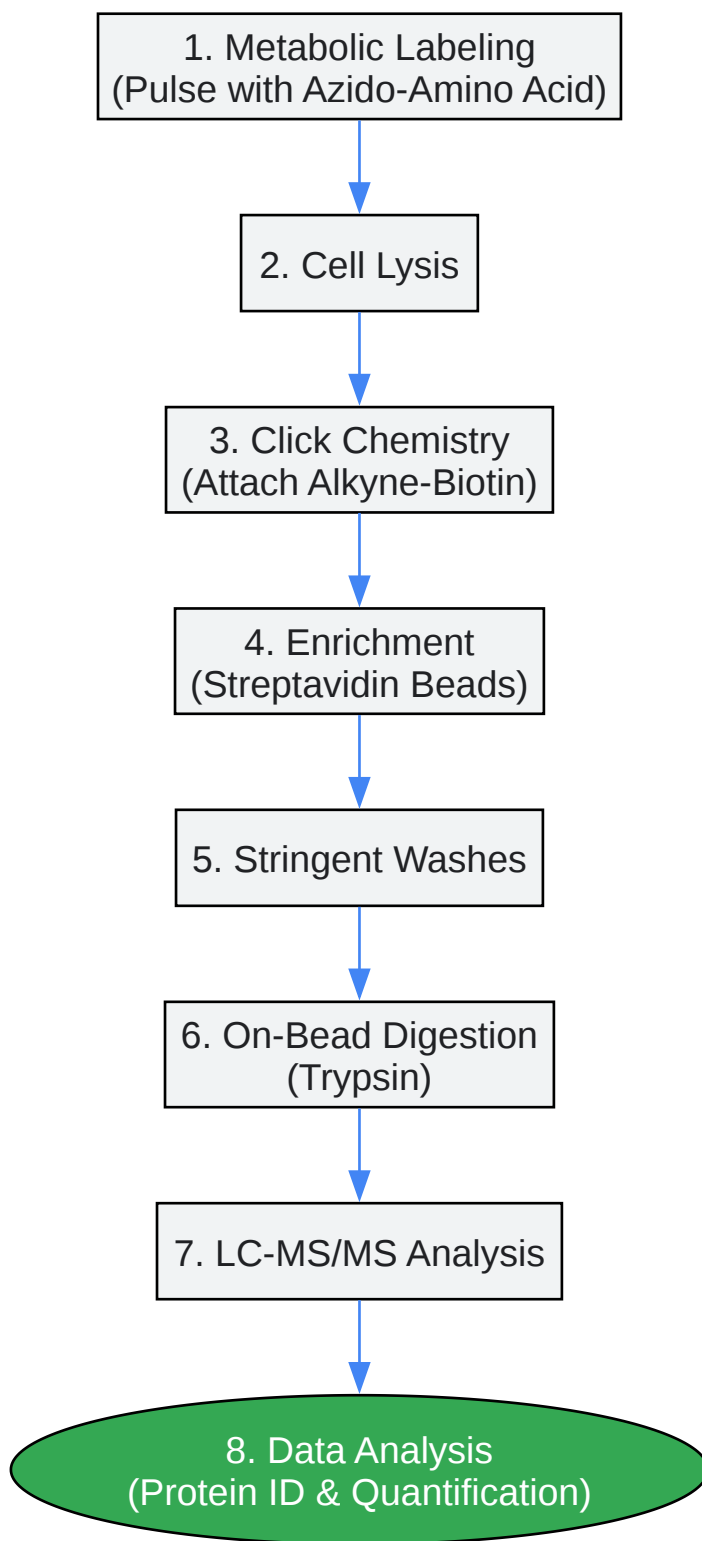 1. Metabolic Labeling
(Pulse with Azido-Amino Acid)
2. Cell Lysis
3. Click Chemistry
(Attach Alkyne-Biotin)
4. Enrichment
(Streptavidin Beads)
5. Stringent Washes
6. On-Bead Digestion
(Trypsin)
7. LC-MS/MS Analysis
8. Data Analysis
(Protein ID & Quantification)